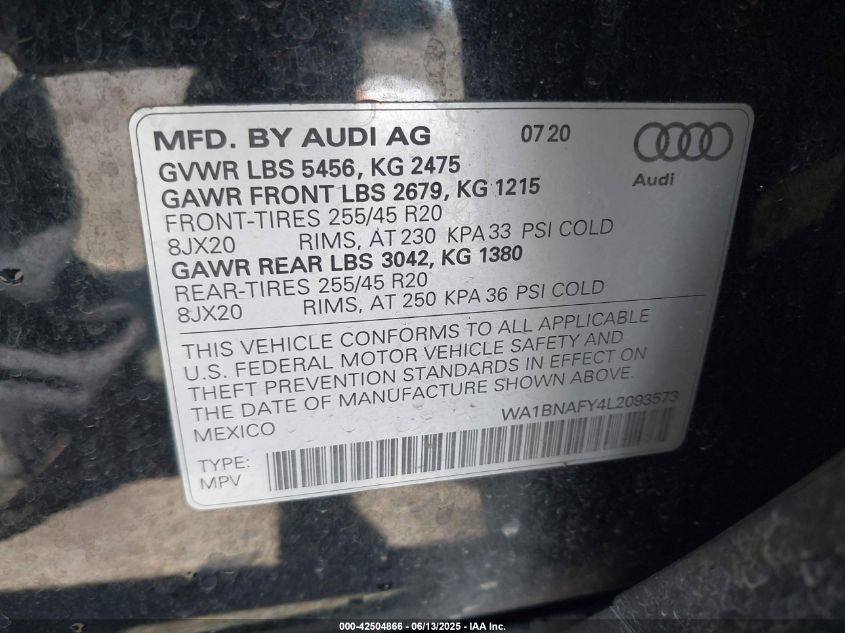 MFD. BY AUDI AG 07 20
GVWR LBS 5456, KG 2475
GAWR FRONT LBS 2679, KG 1215
Audi
FRONT-TIRES 255/45 R20
8JX20 RIMS, AT 230 KPA 33 PSI COLD
GAWR REAR LBS 3042, KG 1380
REAR-TIRES 255/45 R20
8JX20 RIMS, AT 250 KPA 36 PSI COLD
THIS VEHICLE CONFORMS TO ALL APPLICABLE
U.S. FEDERAL MOTOR VEHICLE SAFETY AND
THEFT PREVENTION STANDARDS IN EFFECT ON
THE DATE OF MANUFACTURE SHOWN ABOVE.
MEXICO WA1BNAFY4L2093573
TYPE:
MPV
000-42504866 - 06/13/2025 - IAA Inc.